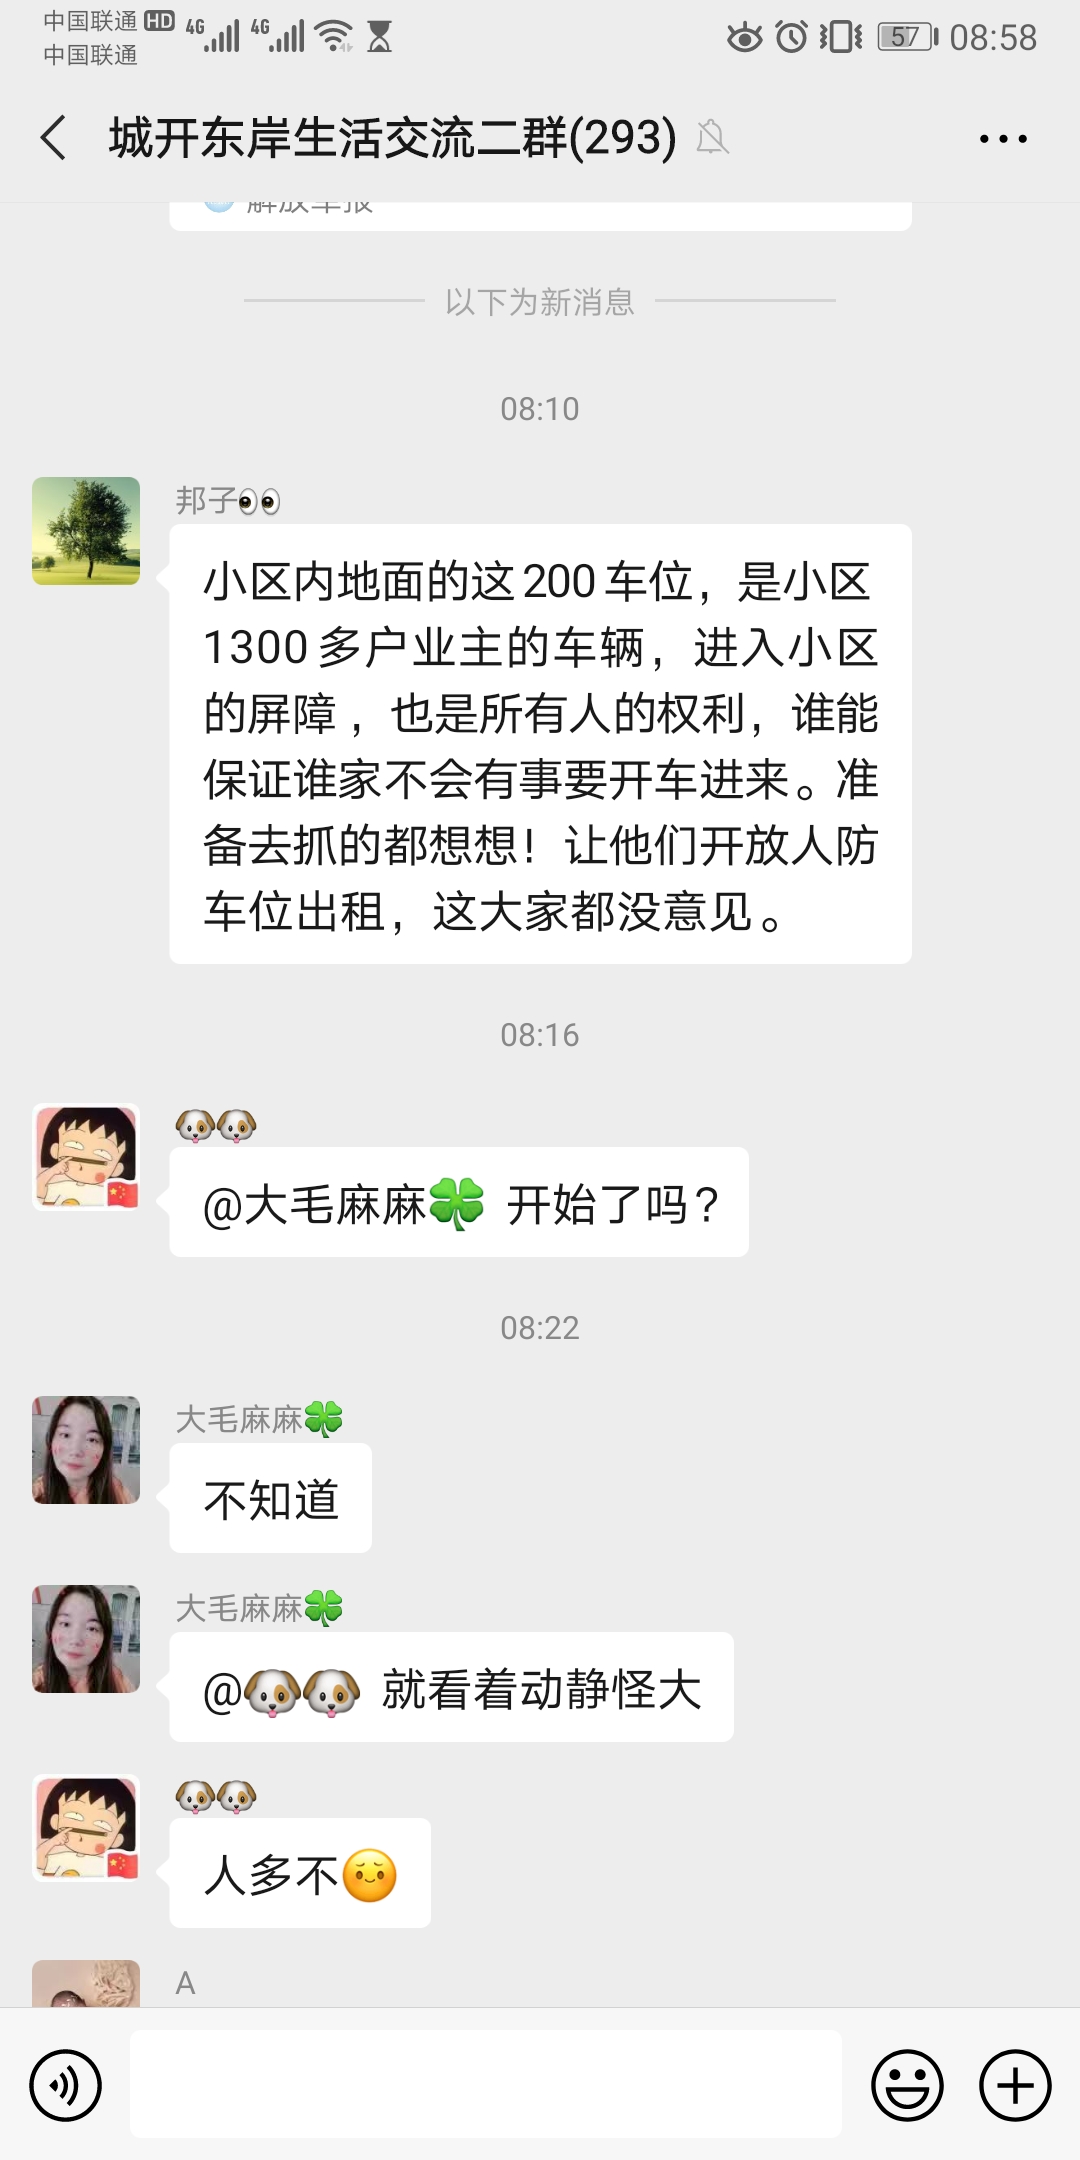 中国联通 HD 4G 4G 57 08:58
中国联通
城开东岸生活交流二群(293)
解放军报
以下为新消息
08:10
邦子👀
小区内地面的这200车位，是小区
1300多户业主的车辆，进入小区
的屏障，也是所有人的权利，谁能
保证谁家不会有事要开车进来。准
备去抓的都想想！让他们开放人防
车位出租，这大家都没意见。
08:16
🐶🐶
@大毛麻麻🍀 开始了吗？
08:22
大毛麻麻🍀
不知道
大毛麻麻🍀
@🐶🐶 就看着动静怪大
🐶🐶
人多不😌
A